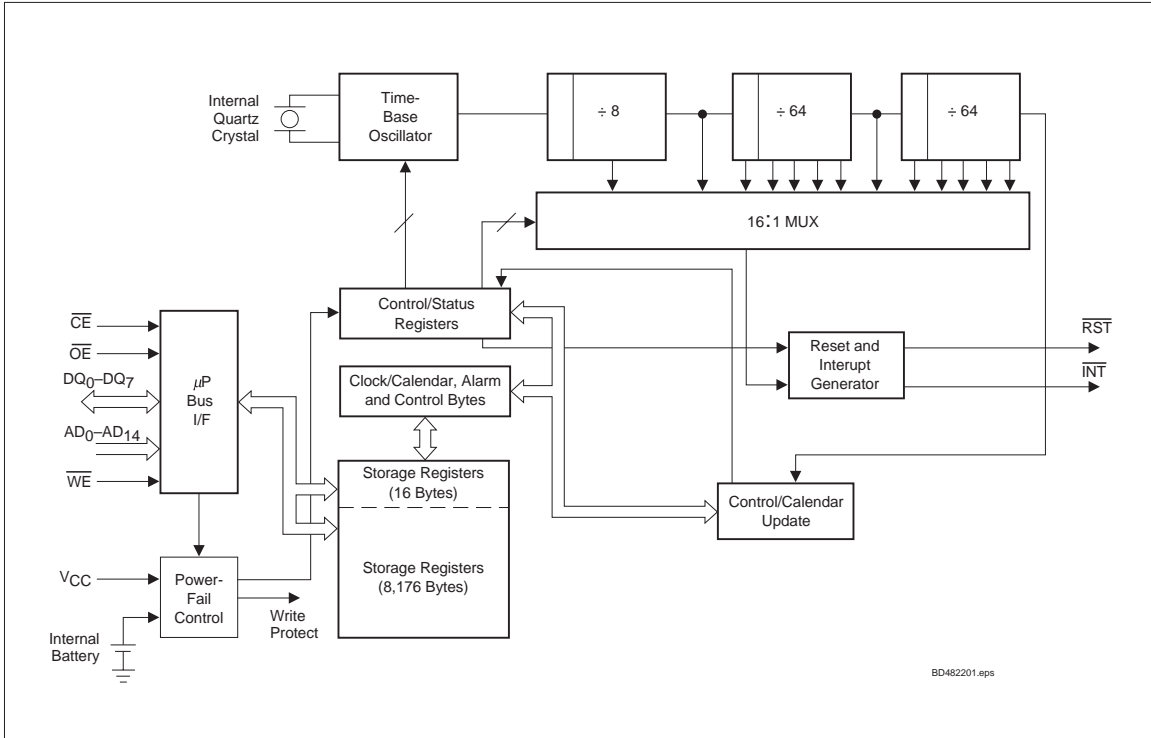 Internal
Quartz
Crystal
Time-
Base
Oscillator
÷ 8
÷ 64
÷ 64
16:1 MUX
Control/Status
Registers
CE
OE
DQ0–DQ7
AD0–AD14
WE
µP
Bus
I/F
Clock/Calendar, Alarm
and Control Bytes
Reset and
Interupt
Generator
RST
INT
Storage Registers
(16 Bytes)
Storage Registers
(8,176 Bytes)
Control/Calendar
Update
VCC
Power-
Fail
Control
Write
Protect
Internal
Battery
BD482201.eps